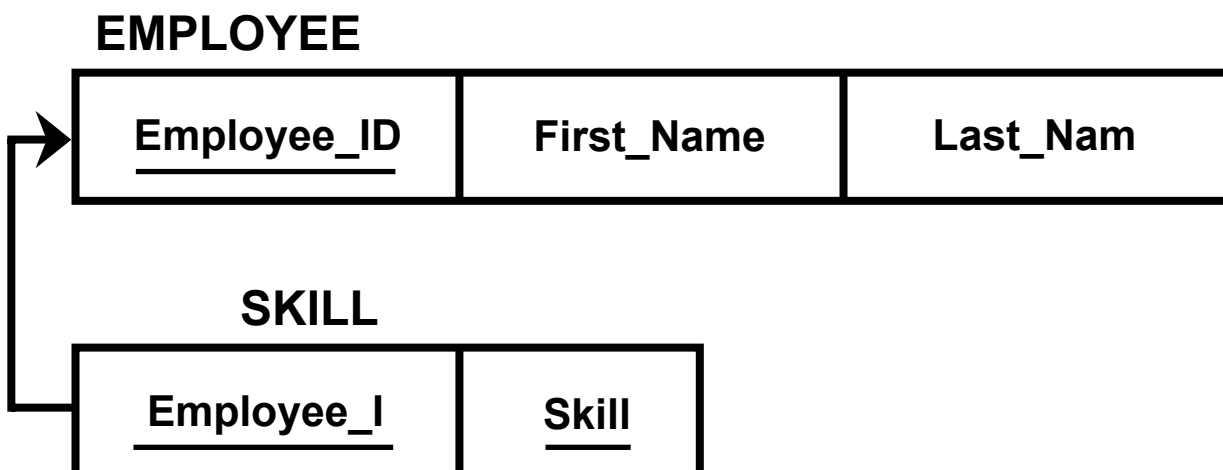 EMPLOYEE
Employee_ID First_Name Last_Nam
SKILL
Employee_I Skill